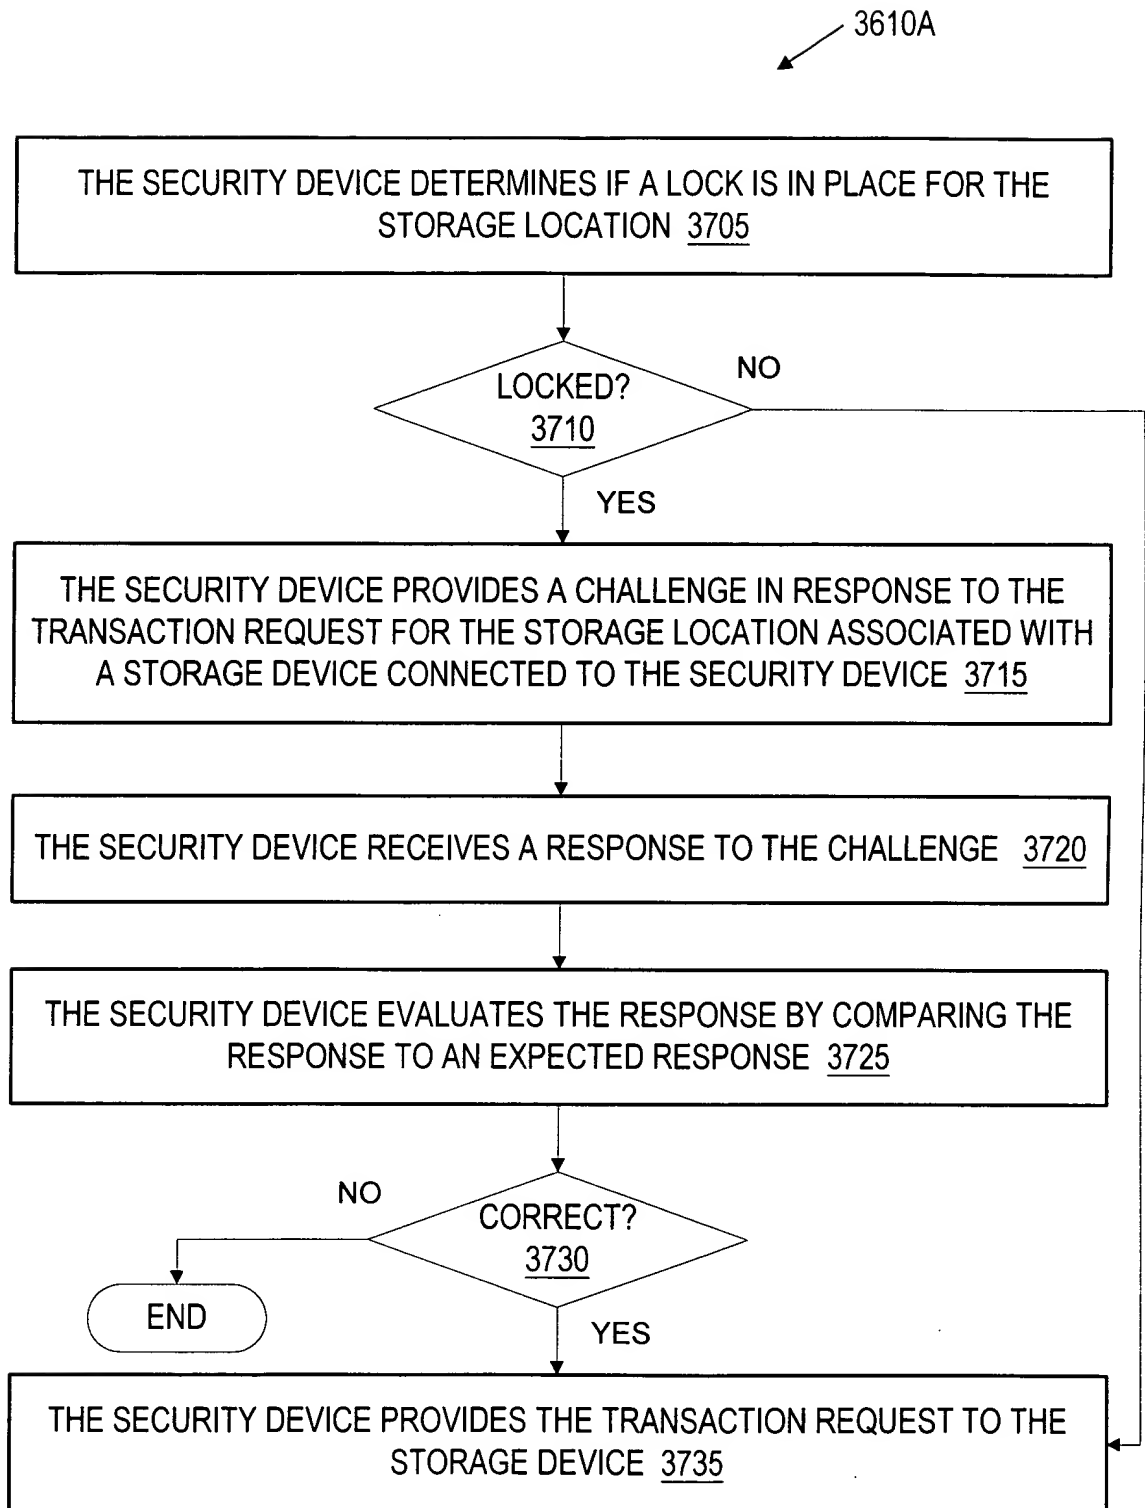 3610A
THE SECURITY DEVICE DETERMINES IF A LOCK IS IN PLACE FOR THE
STORAGE LOCATION 3705
LOCKED?
3710
NO
YES
THE SECURITY DEVICE PROVIDES A CHALLENGE IN RESPONSE TO THE
TRANSACTION REQUEST FOR THE STORAGE LOCATION ASSOCIATED WITH
A STORAGE DEVICE CONNECTED TO THE SECURITY DEVICE 3715
THE SECURITY DEVICE RECEIVES A RESPONSE TO THE CHALLENGE 3720
THE SECURITY DEVICE EVALUATES THE RESPONSE BY COMPARING THE
RESPONSE TO AN EXPECTED RESPONSE 3725
NO
CORRECT?
3730
END
YES
THE SECURITY DEVICE PROVIDES THE TRANSACTION REQUEST TO THE
STORAGE DEVICE 3735